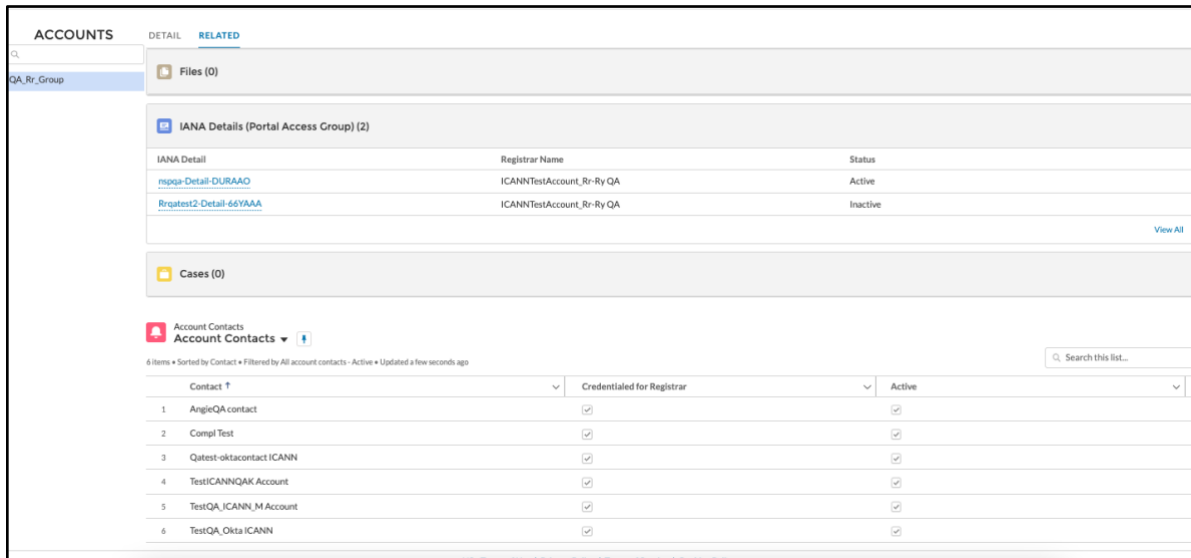 ACCOUNTS
DETAIL RELATED
QA_Rr_Group
Files (0)
IANA Details (Portal Access Group) (2)
IANA Detail Registrar Name Status
nspqa-Detail-DURAAO ICANNTestAccount_Rr-Ry QA Active
Rrqatest2-Detail-66YAAA ICANNTestAccount_Rr-Ry QA Inactive
View All
Cases (0)
Account Contacts
Account Contacts
6 items • Sorted by Contact • Filtered by All account contacts - Active • Updated a few seconds ago
Search this list...
Contact ↑ Credentialed for Registrar Active
1 AngieQA contact
2 Compl Test
3 Qatest-oktacontact ICANN
4 TestICANNQAK Account
5 TestQA_ICANN_M Account
6 TestQA_Okta ICANN